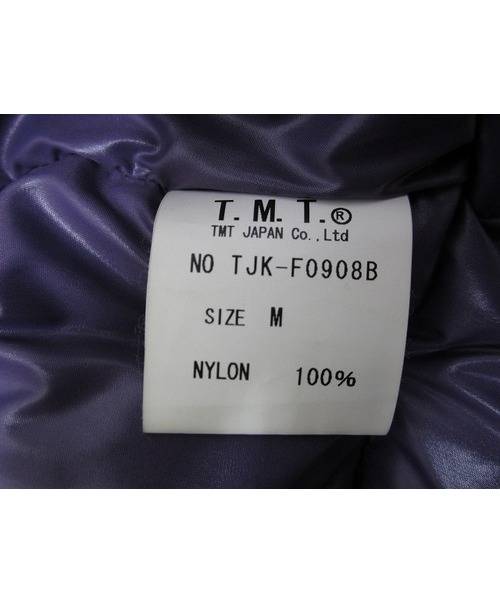 T.M.T.®
TMT JAPAN Co.,Ltd
NO TJK-F0908B
SIZE M
NYLON 100%